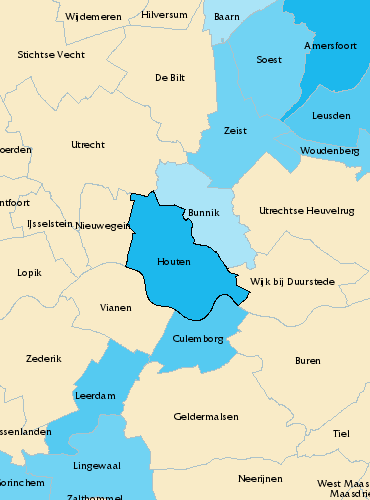 Wijdemeren
Hilversum
Baarn
Amersfoort
Stichtse Vecht
Soest
De Bilt
Leusden
Zeist
Utrecht
oerden
Woudenberg
ntfoort
Bunnik
Utrechtse Heuvelrug
IJsselstein
Nieuwegein
Houten
Lopik
Wijk bij Duurstede
Vianen
Culemborg
Zederik
Buren
Leerdam
Geldermalsen
ssenlanden
Tiel
Lingewaal
Gorinchem
Neerijnen
West Maas
Maasdrie
Zaltbommel